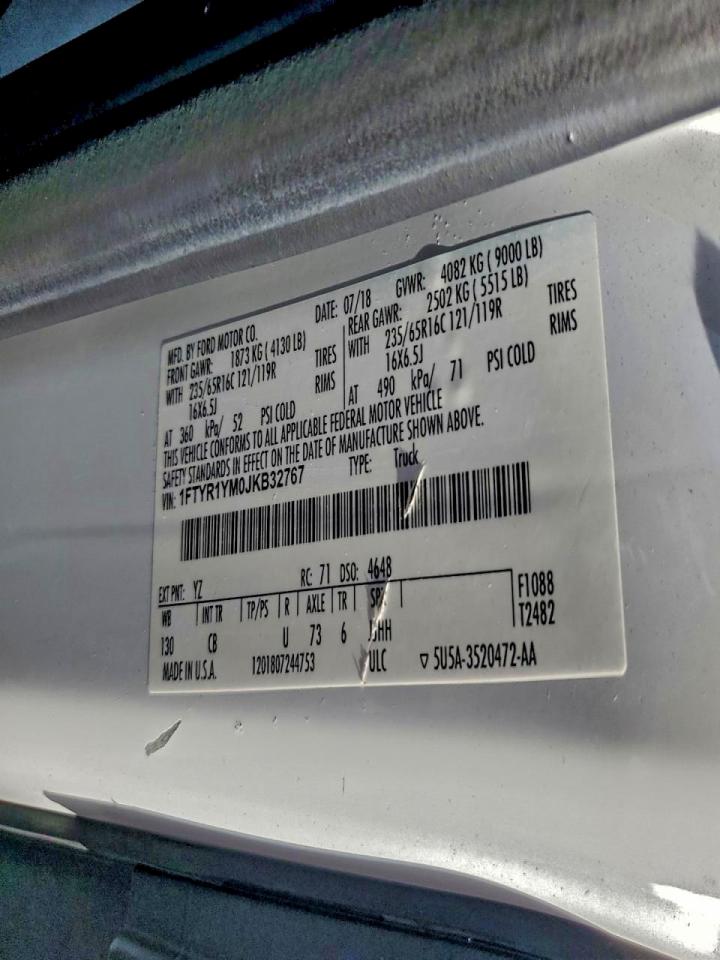 MFD. BY FORD MOTOR CO.
DATE: 07/18 GVWR: 4082 KG ( 9000 LB)
FRONT GAWR: 1873 KG ( 4130 LB)
WITH 235/65R16C 121/119R TIRES
16X6.5J RIMS
AT 360 kPa/ 52 PSI COLD
REAR GAWR: 2502 KG ( 5515 LB)
WITH 235/65R16C 121/119R TIRES
16X6.5J RIMS
AT 490 kPa/ 71 PSI COLD
THIS VEHICLE CONFORMS TO ALL APPLICABLE FEDERAL MOTOR VEHICLE
SAFETY STANDARDS IN EFFECT ON THE DATE OF MANUFACTURE SHOWN ABOVE.
VIN: 1FTYR1YM0JKB32767 TYPE: Truck
EXT PNT: YZ RC: 71 DSO: 4648
WB INT TR TP/PS R AXLE TR F1088
130 CB U 73 6 T2482
MADE IN U.S.A. 1201807244753 ULC ▽ 5U5A-3520472-AA